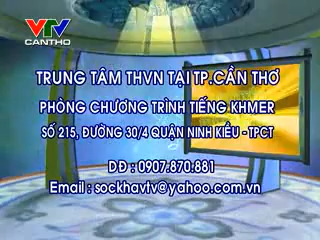 VTV
CANTHO
TRUNG TÂM THVN TẠI TP.CẦN THƠ
PHÒNG CHƯƠNG TRÌNH TIẾNG KHMER
SỐ 215, ĐƯỜNG 30/4 QUẬN NINH KIỀU - TPCT
DĐ : 0907.870.881
Email : sockhavtv@yahoo.com.vn